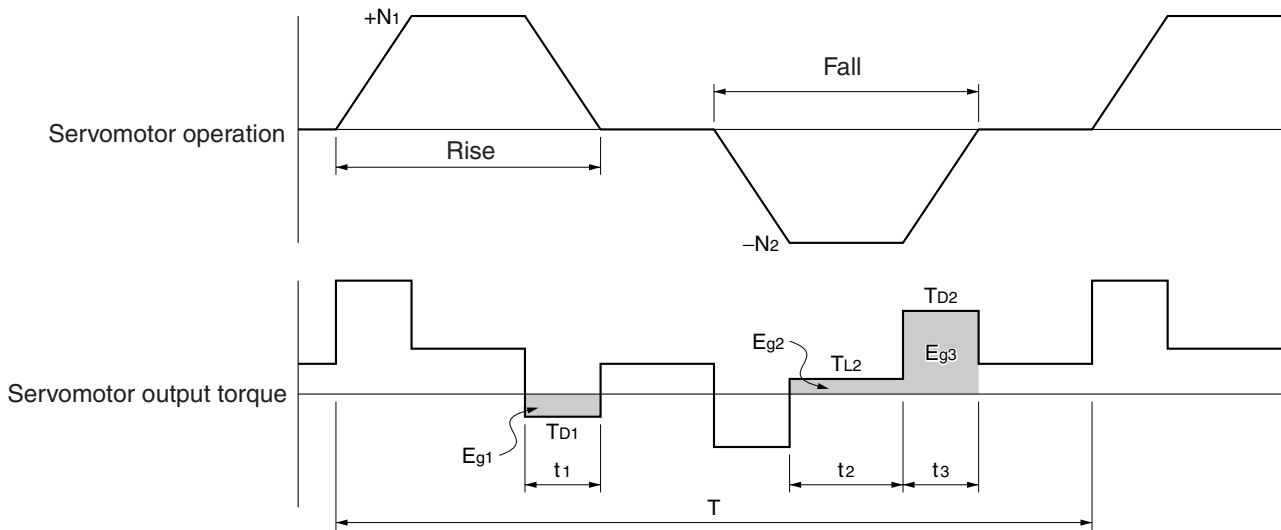 +N1
Fall
Servomotor operation
Rise
−N2
TD2
Eg2
TL2
Eg3
Servomotor output torque
TD1
Eg1
t1
t2
t3
T